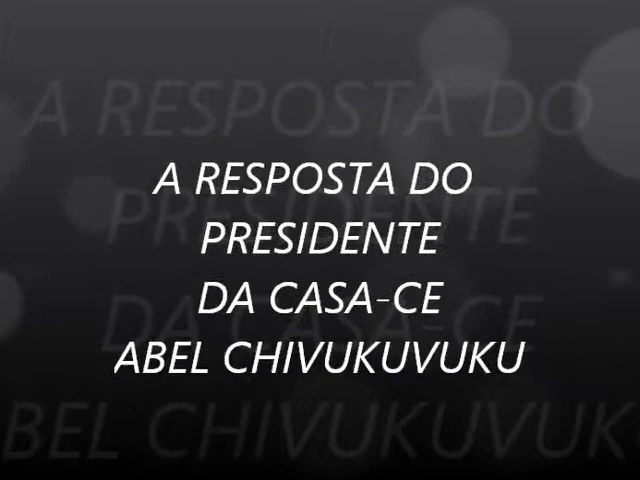 A RESPOSTA DO
PRESIDENTE
DA CASA-CE
ABEL CHIVUKUVUKU